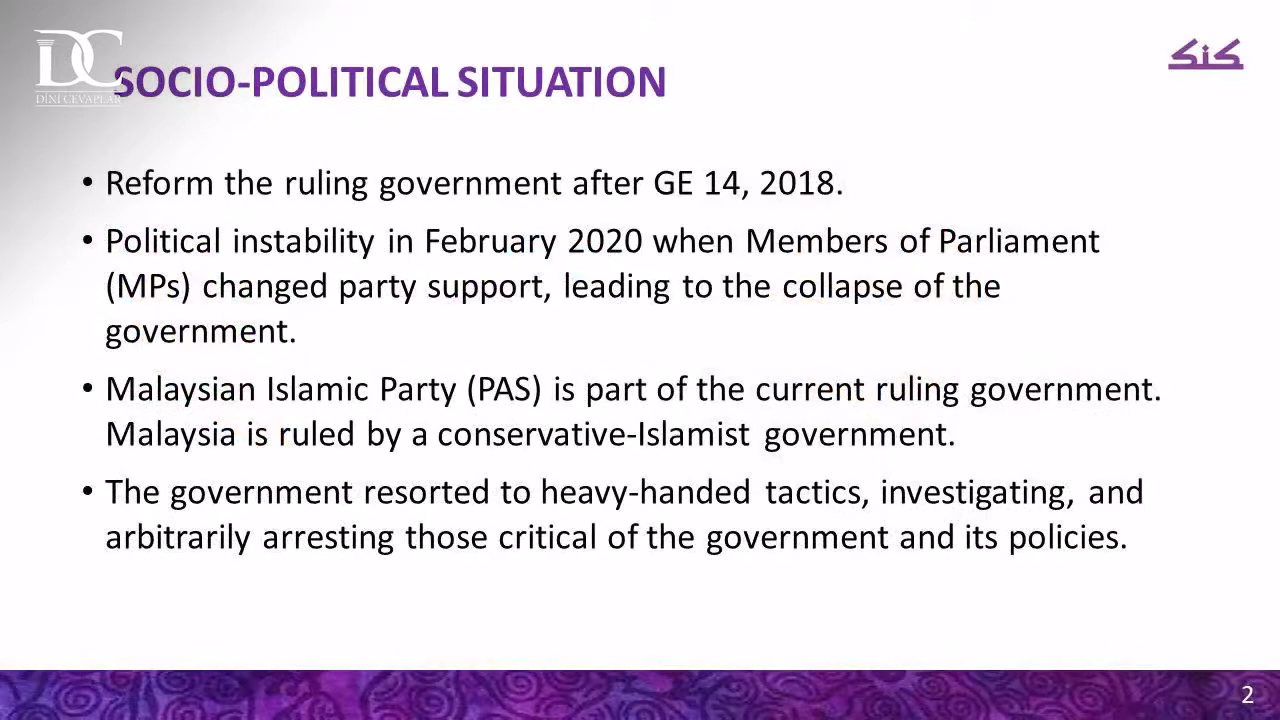 DC
DİNİ CEVAPLAR
SOCIO-POLITICAL SITUATION
• Reform the ruling government after GE 14, 2018.
• Political instability in February 2020 when Members of Parliament
(MPs) changed party support, leading to the collapse of the
government.
• Malaysian Islamic Party (PAS) is part of the current ruling government.
Malaysia is ruled by a conservative-Islamist government.
• The government resorted to heavy-handed tactics, investigating, and
arbitrarily arresting those critical of the government and its policies.
2